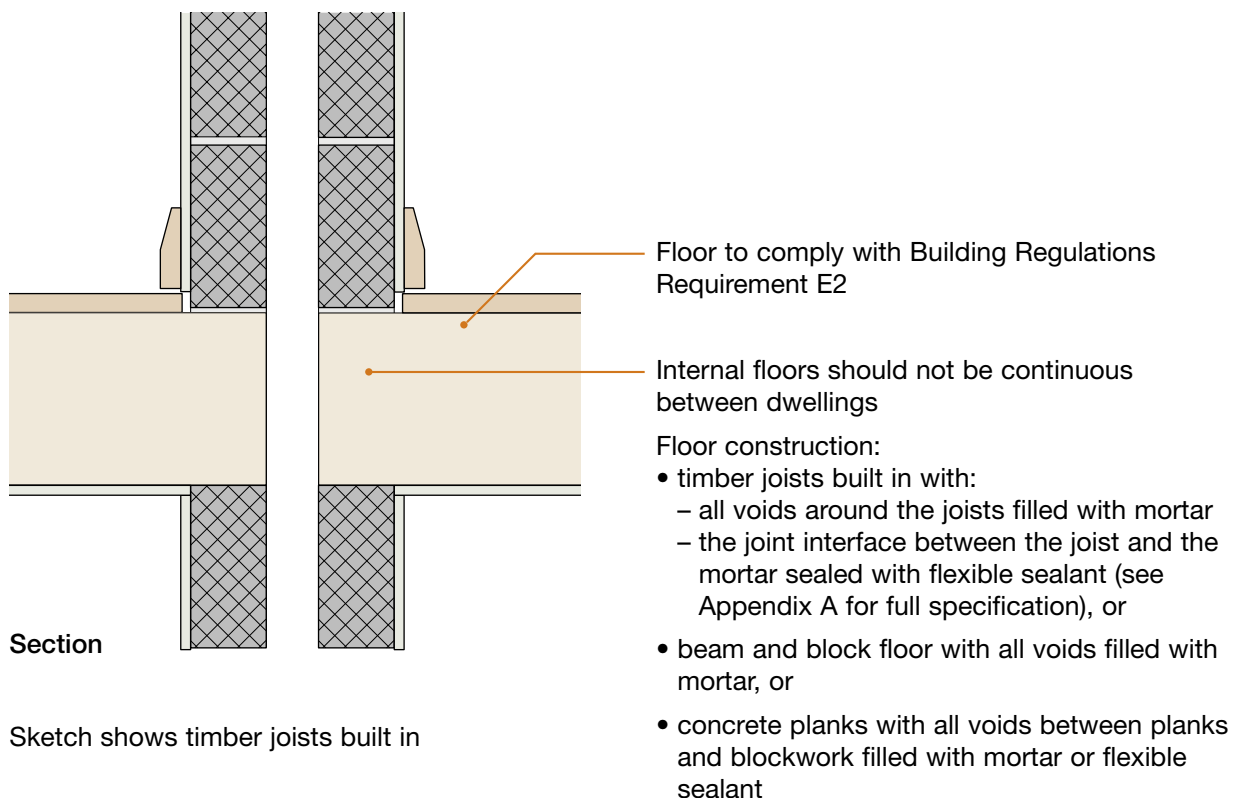 Floor to comply with Building Regulations
Requirement E2
Internal floors should not be continuous
between dwellings
Floor construction:
• timber joists built in with:
– all voids around the joists filled with mortar
– the joint interface between the joist and the
mortar sealed with flexible sealant (see
Appendix A for full specification), or
• beam and block floor with all voids filled with
mortar, or
• concrete planks with all voids between planks
and blockwork filled with mortar or flexible
sealant
Section
Sketch shows timber joists built in